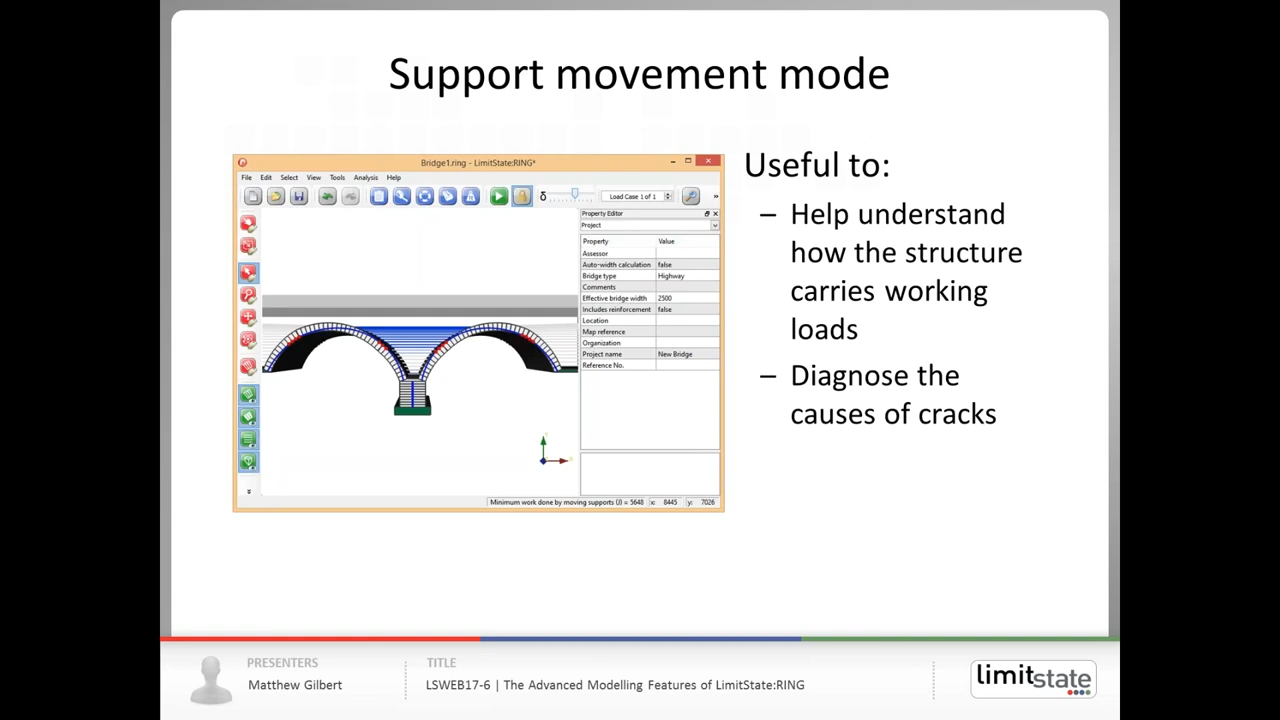 Support movement mode
Bridge1.ring - LimitState:RING*
File Edit Select View Tools Analysis Help
δ
Load Case 1 of 1
»
Property Editor
Project
Property Value
Assessor
Auto-width calculation false
Bridge type Highway
Comments
Effective bridge width 2500
Includes reinforcement false
Location
Map reference
Organization
Project name New Bridge
Reference No.
Minimum work done by moving supports (J) = 5648 x: 8445 y: 7026
Useful to:
– Help understand
how the structure
carries working
loads
– Diagnose the
causes of cracks
PRESENTERS
Matthew Gilbert
TITLE
LSWEB17-6 | The Advanced Modelling Features of LimitState:RING
limitstate